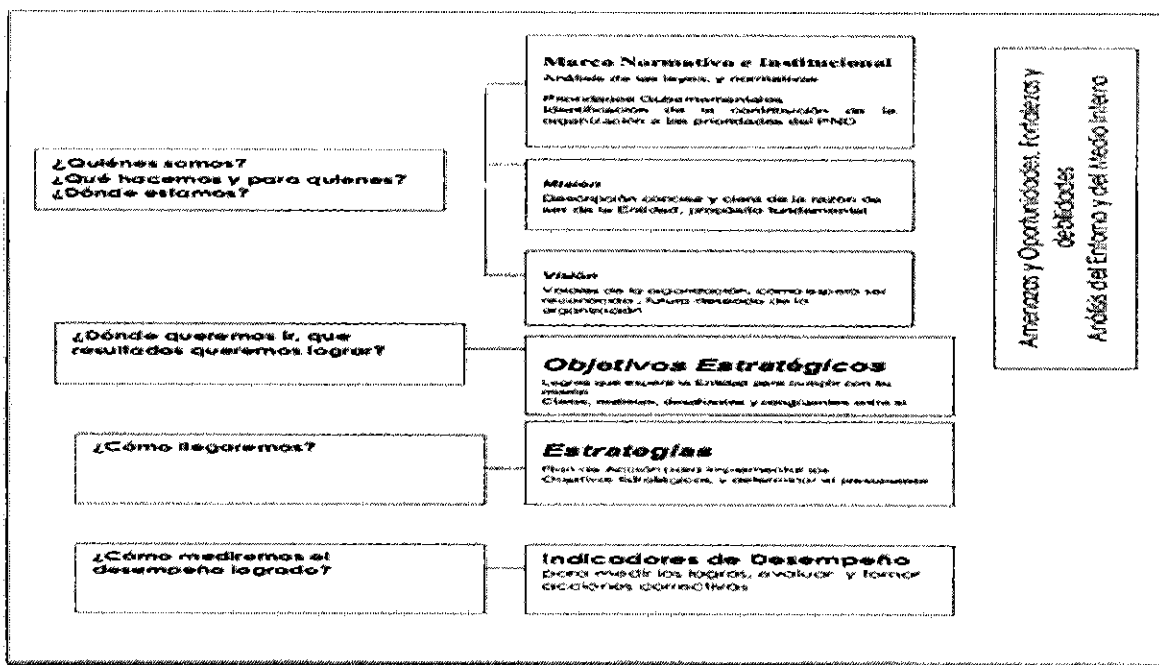 Marco Normativo e Institucional
Análisis de las leyes, y normativas
Prioridades Gubernamentales
Identificación de la contribución de la
organización a las prioridades del PND
¿Quiénes somos?
¿Qué hacemos y para quienes?
¿Dónde estamos?
Misión
Descripción concisa y clara de la razón de
ser de la Entidad, propósito fundamental
Visión
Valores de la organización, como espera ser
reconocida, futuro deseado de la
organización
¿Dónde queremos ir, que
resultados queremos lograr?
Objetivos Estratégicos
Logros que espera la Entidad para cumplir con su
misión
Claros, realistas, desafiantes y congruentes entre si
¿Cómo llegaremos?
Estrategias
Plan de Acción para implementar los
Objetivos Estratégicos, y determinar el presupuesto
¿Cómo mediremos el
desempeño logrado?
Indicadores de Desempeño
para medir los logros, evaluar y tomar
acciones correctivas
Amenazas y Oportunidades, Fortalezas y
debilidades
Análisis del Entorno y del Medio Interno